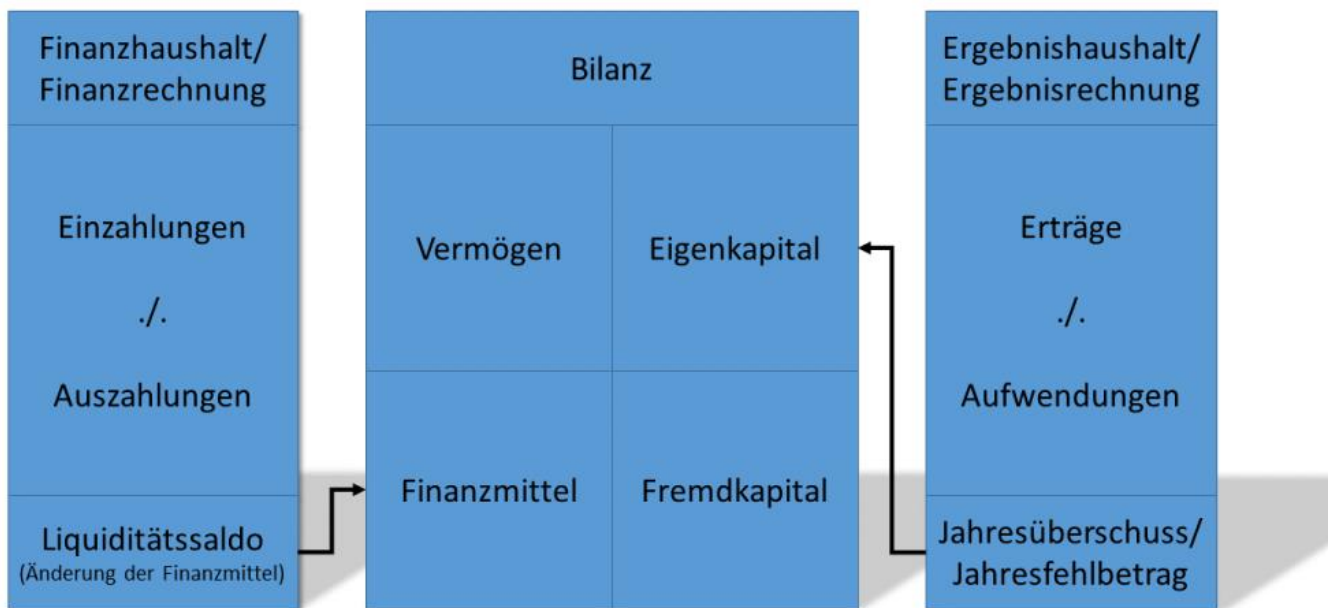 Finanzhaushalt/
Finanzrechnung
Einzahlungen
./.
Auszahlungen
Liquiditätssaldo
(Änderung der Finanzmittel)
Bilanz
Vermögen
Eigenkapital
Finanzmittel
Fremdkapital
Ergebnishaushalt/
Ergebnisrechnung
Erträge
./.
Aufwendungen
Jahresüberschuss/
Jahresfehlbetrag